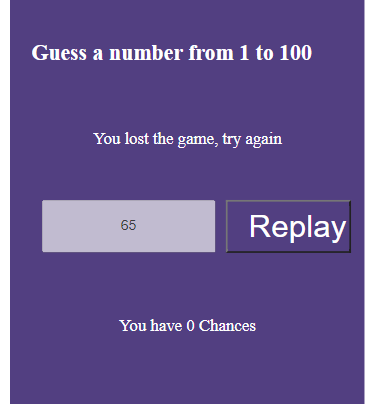 Guess a number from 1 to 100
You lost the game, try again
65
Replay
You have 0 Chances